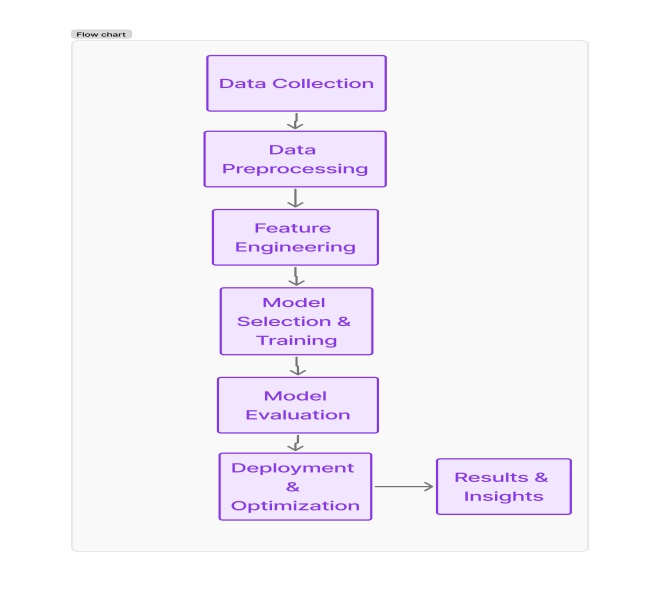 Flow chart
Data Collection
Data
Preprocessing
Feature
Engineering
Model
Selection &
Training
Model
Evaluation
Deployment
&
Optimization
Results &
Insights